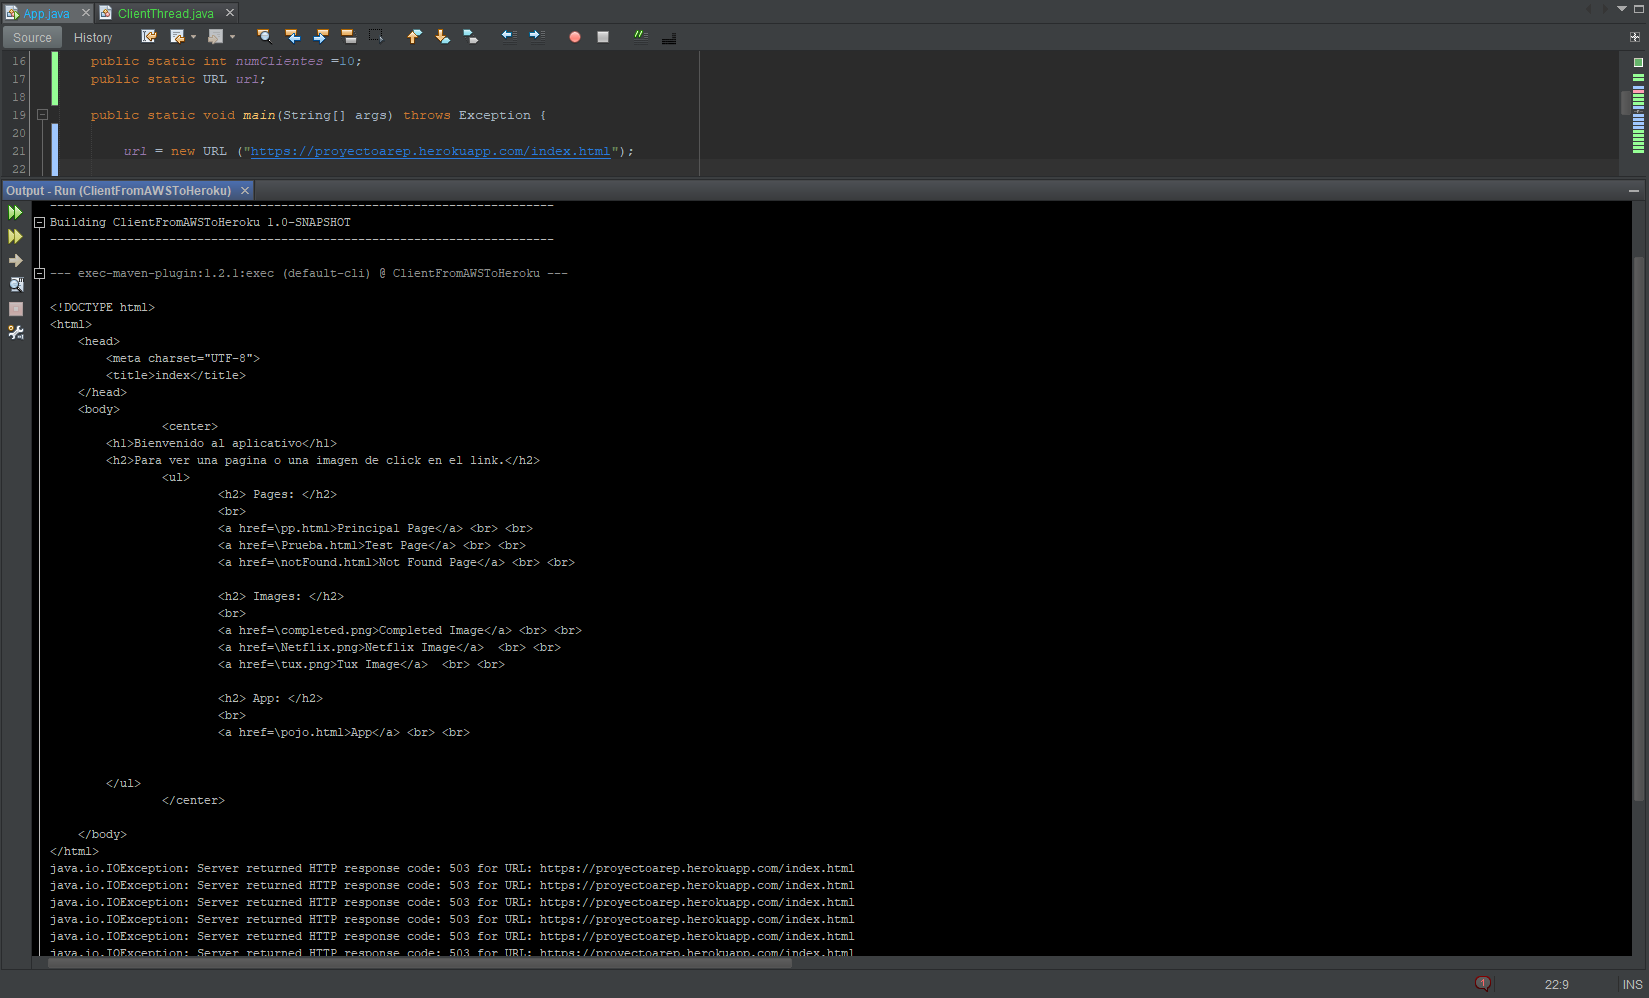 App.java ClientThread.java
Source History
16 public static int numClientes =10;
17 public static URL url;
18
19 public static void main(String[] args) throws Exception {
20
21 url = new URL ("https://proyectoarep.herokuapp.com/index.html");
22
Output - Run (ClientFromAWSToHeroku)
------------------------------------------------------------------------
Building ClientFromAWSToHeroku 1.0-SNAPSHOT
------------------------------------------------------------------------
--- exec-maven-plugin:1.2.1:exec (default-cli) @ ClientFromAWSToHeroku ---
<!DOCTYPE html>
<html>
<head>
<meta charset="UTF-8">
<title>index</title>
</head>
<body>
<center>
<h1>Bienvenido al aplicativo</h1>
<h2>Para ver una pagina o una imagen de click en el link.</h2>
<ul>
<h2> Pages: </h2>
<br>
<a href=\pp.html>Principal Page</a> <br> <br>
<a href=\Prueba.html>Test Page</a> <br> <br>
<a href=\notFound.html>Not Found Page</a> <br> <br>
<h2> Images: </h2>
<br>
<a href=\completed.png>Completed Image</a> <br> <br>
<a href=\Netflix.png>Netflix Image</a> <br> <br>
<a href=\tux.png>Tux Image</a> <br> <br>
<h2> App: </h2>
<br>
<a href=\pojo.html>App</a> <br> <br>
</ul>
</center>
</body>
</html>
java.io.IOException: Server returned HTTP response code: 503 for URL: https://proyectoarep.herokuapp.com/index.html
java.io.IOException: Server returned HTTP response code: 503 for URL: https://proyectoarep.herokuapp.com/index.html
java.io.IOException: Server returned HTTP response code: 503 for URL: https://proyectoarep.herokuapp.com/index.html
java.io.IOException: Server returned HTTP response code: 503 for URL: https://proyectoarep.herokuapp.com/index.html
java.io.IOException: Server returned HTTP response code: 503 for URL: https://proyectoarep.herokuapp.com/index.html
java.io.IOException: Server returned HTTP response code: 503 for URL: https://proyectoarep.herokuapp.com/index.html
1 22:9 INS